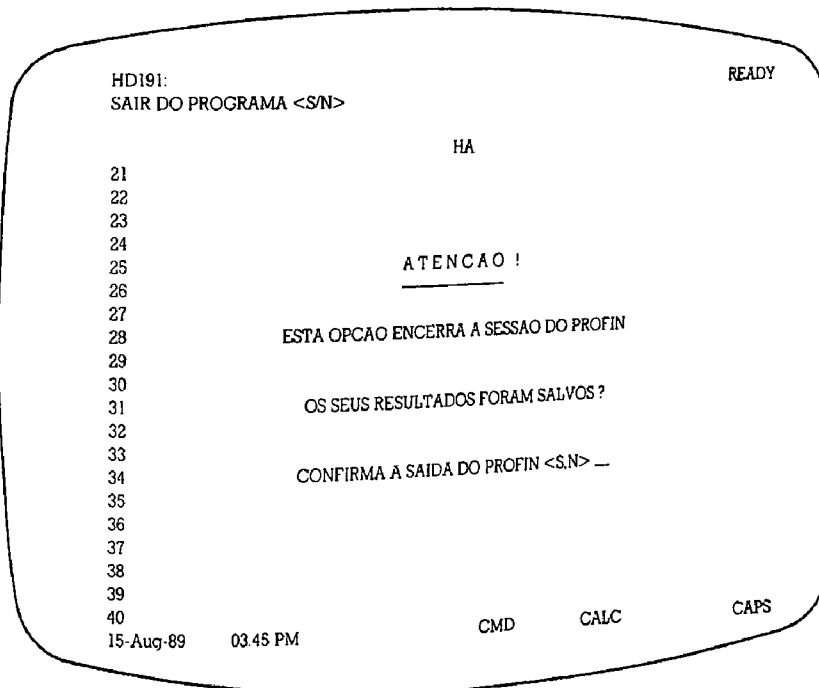 HD191: READY
SAIR DO PROGRAMA <S/N>
HA
21
22
23
24
25 ATENCAO !
26
27
28 ESTA OPCAO ENCERRA A SESSAO DO PROFIN
29
30
31 OS SEUS RESULTADOS FORAM SALVOS ?
32
33
34 CONFIRMA A SAIDA DO PROFIN <S,N> _
35
36
37
38
39
40
15-Aug-89 03.45 PM CMD CALC CAPS